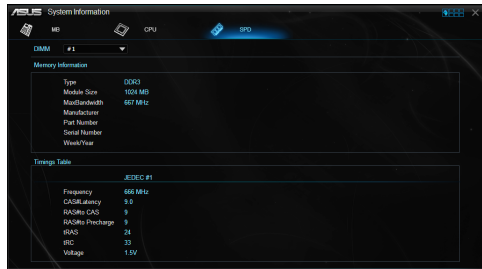 ASUS System Information
MB CPU SPD
DIMM #1
Memory Information
Type DDR3
Module Size 1024 MB
MaxBandwidth 667 MHz
Manufacturer
Part Number
Serial Number
Week/Year
Timings Table
JEDEC #1
Frequency 666 MHz
CAS#Latency 9.0
RAS#to CAS 9
RAS#to Precharge 9
tRAS 24
tRC 33
Voltage 1.5V